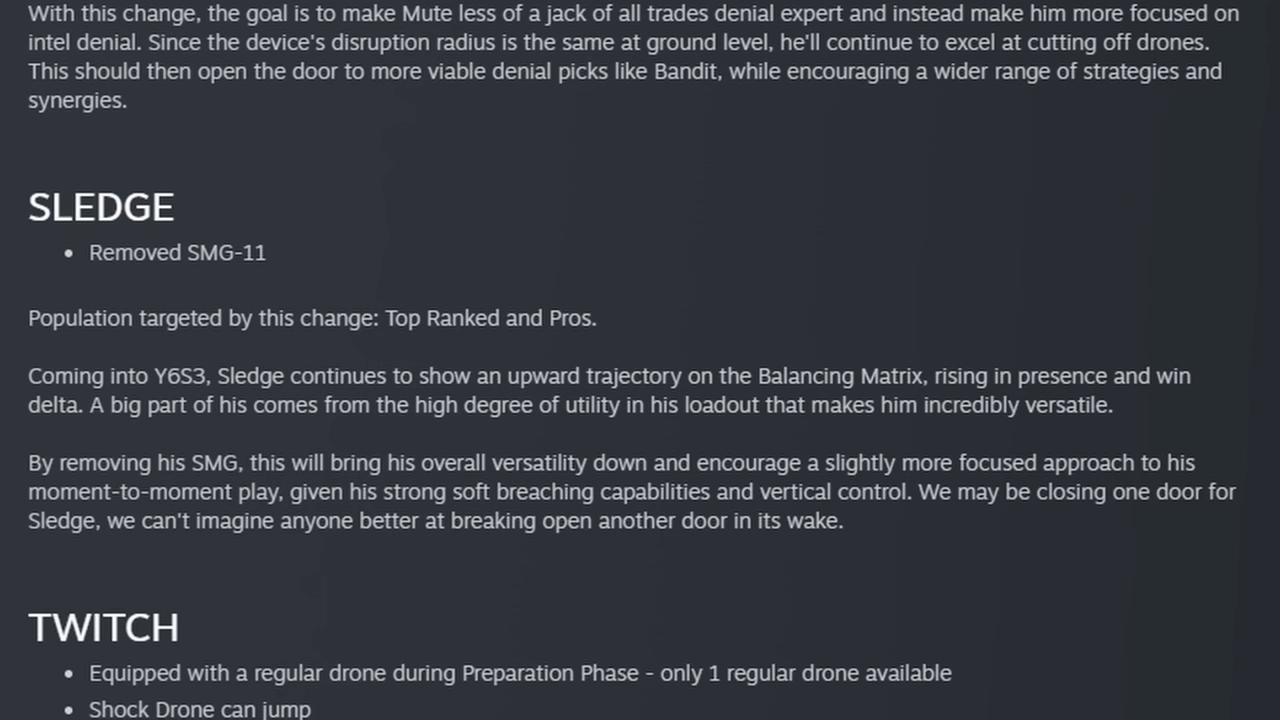 With this change, the goal is to make Mute less of a jack of all trades denial expert and instead make him more focused on
intel denial. Since the device's disruption radius is the same at ground level, he'll continue to excel at cutting off drones.
This should then open the door to more viable denial picks like Bandit, while encouraging a wider range of strategies and
synergies.
SLEDGE
• Removed SMG-11
Population targeted by this change: Top Ranked and Pros.
Coming into Y6S3, Sledge continues to show an upward trajectory on the Balancing Matrix, rising in presence and win
delta. A big part of his comes from the high degree of utility in his loadout that makes him incredibly versatile.
By removing his SMG, this will bring his overall versatility down and encourage a slightly more focused approach to his
moment-to-moment play, given his strong soft breaching capabilities and vertical control. We may be closing one door for
Sledge, we can't imagine anyone better at breaking open another door in its wake.
TWITCH
• Equipped with a regular drone during Preparation Phase - only 1 regular drone available
• Shock Drone can jump